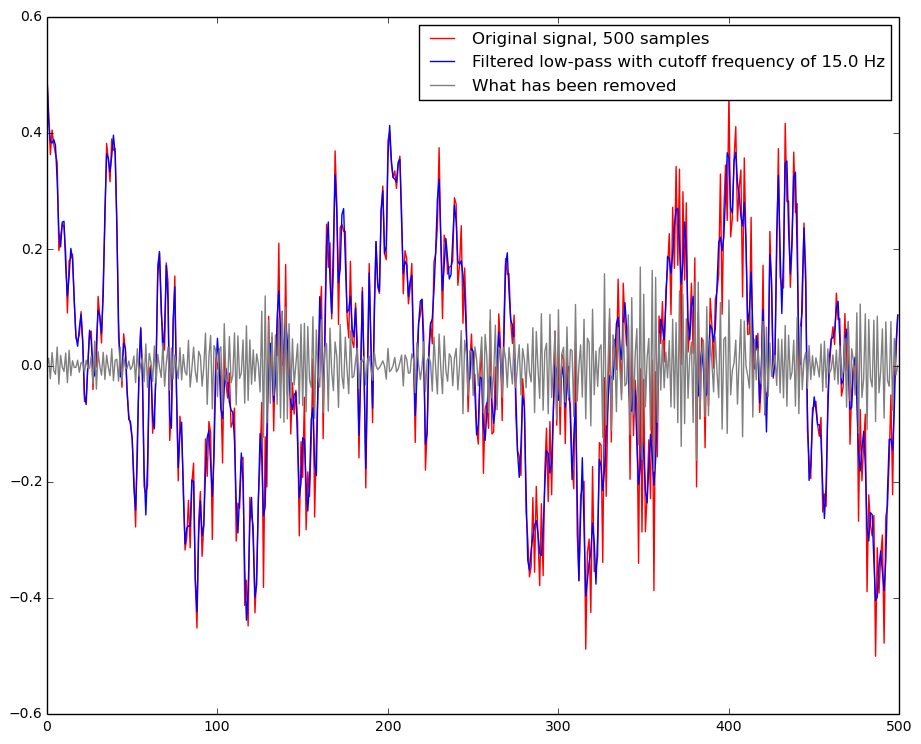 0.6
Original signal, 500 samples
Filtered low-pass with cutoff frequency of 15.0 Hz
What has been removed
0.4
0.2
0.0
−0.2
−0.4
−0.6
0 100 200 300 400 500